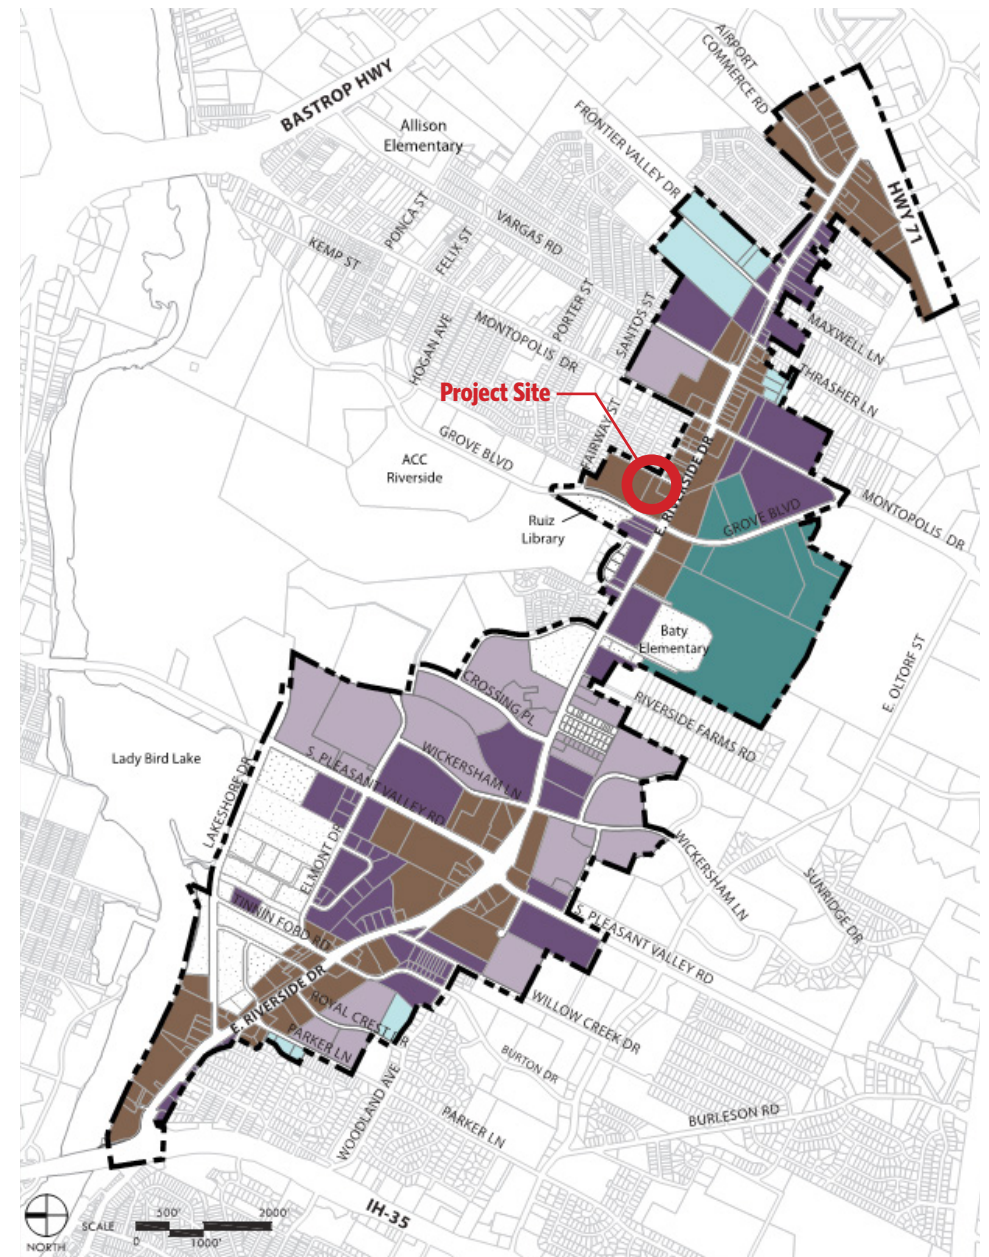 AIRPORT
COMMERCE RD
BASTROP HWY
Allison
Elementary
FRONTIER VALLEY DR
HWY 71
PONCA ST
VARGAS RD
KEMP ST
FELIX ST
PORTER ST
SANTOS ST
MAXWELL LN
HOGAN AVE
MONTOPOLIS DR
THRASHER LN
Project Site
FAIRWAY ST
GROVE BLVD
ACC
Riverside
E. RIVERSIDE DR
MONTOPOLIS DR
GROVE BLVD
Ruiz
Library
Baty
Elementary
E. OLTORF ST
CROSSING PL
RIVERSIDE FARMS RD
Lady Bird Lake
WICKERSHAM LN
S. PLEASANT VALLEY RD
LAKESHORE DR
ELMONT DR
WICKERSHAM LN
SUNRIDGE DR
TINNIN FORD RD
S. PLEASANT VALLEY RD
E. RIVERSIDE DR
ROYAL CREST DR
WILLOW CREEK DR
PARKER LN
BURTON DR
WOODLAND AVE
PARKER LN
BURLESON RD
IH-35
NORTH
SCALE
500'
2000'
0
1000'